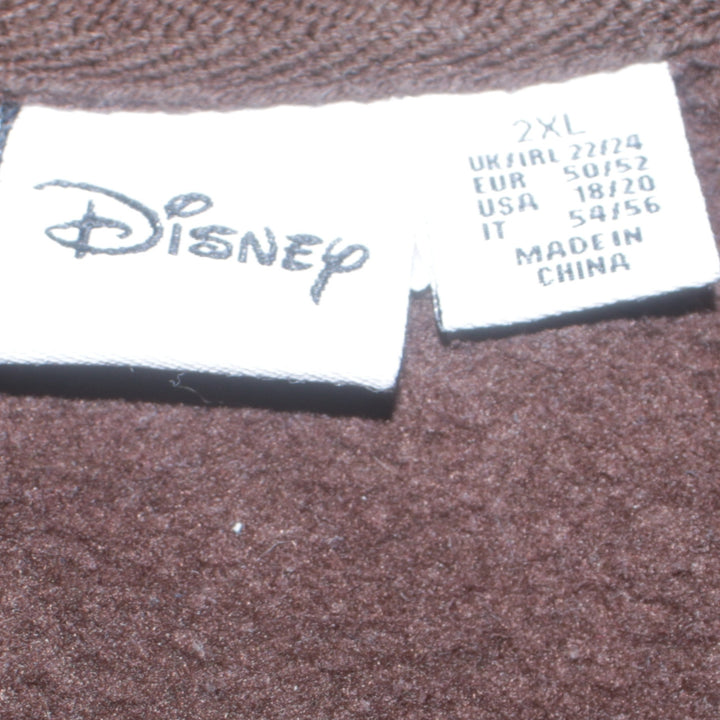 DISNEY
2XL
UK/IRL 22/24
EUR 50/52
USA 18/20
IT 54/56
MADE IN
CHINA